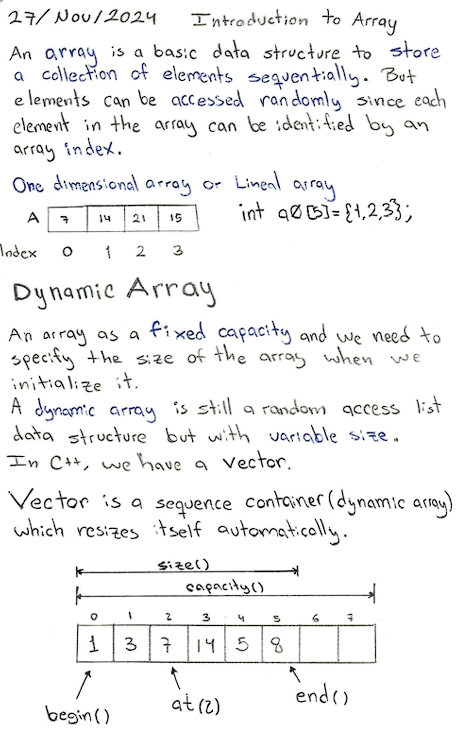 27/Nov/2024 Introduction to Array
An array is a basic data structure to store
a collection of elements sequentially. But
elements can be accessed randomly since each
element in the array can be identified by an
array index.
One dimensional array or Lineal array
A 7 14 21 15 int a0[5]={1,2,3};
Index 0 1 2 3
Dynamic Array
An array as a fixed capacity and we need to
specify the size of the array when we
initialize it.
A dynamic array is still a random access list
data structure but with variable size.
In C++, we have a vector.
Vector is a sequence container (dynamic array)
which resizes itself automatically.
size()
capacity()
0 1 2 3 4 5 6 7
1 3 7 14 5 8
begin() at(2) end()